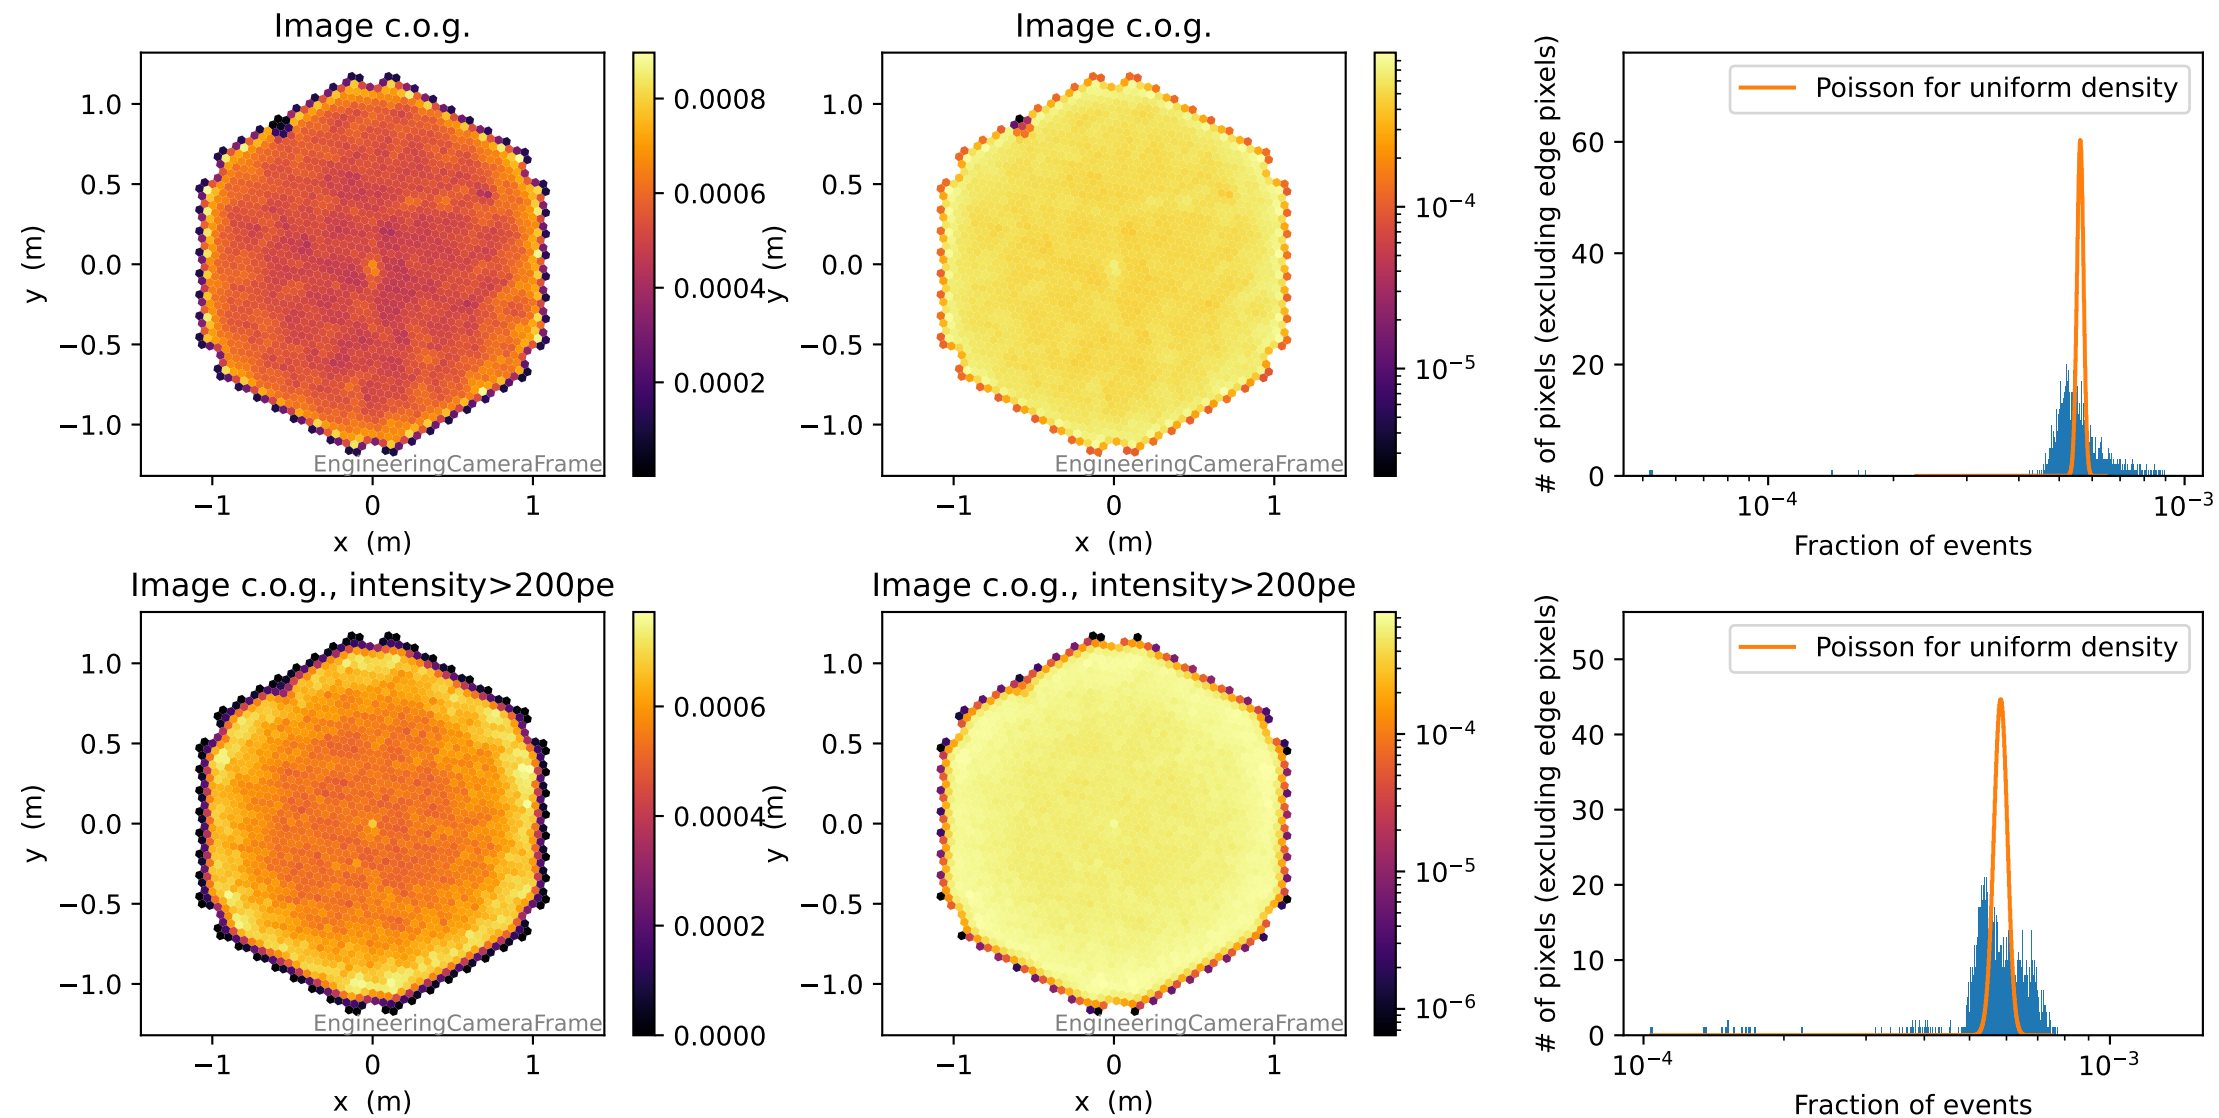 Image c.o.g.
1.0
0.5
0.0
−0.5
−1.0
y (m)
−1
0
1
x (m)
EngineeringCameraFrame
0.0008
0.0006
0.0004
0.0002
Image c.o.g.
1.0
0.5
0.0
−0.5
−1.0
y (m)
−1
0
1
x (m)
EngineeringCameraFrame
10⁻⁴
10⁻⁵
# of pixels (excluding edge pixels)
60
40
20
0
Poisson for uniform density
10⁻⁴
10⁻³
Fraction of events
Image c.o.g., intensity>200pe
1.0
0.5
0.0
−0.5
−1.0
y (m)
−1
0
1
x (m)
EngineeringCameraFrame
0.0006
0.0004
0.0002
0.0000
Image c.o.g., intensity>200pe
1.0
0.5
0.0
−0.5
−1.0
y (m)
−1
0
1
x (m)
EngineeringCameraFrame
10⁻⁴
10⁻⁵
10⁻⁶
# of pixels (excluding edge pixels)
50
40
30
20
10
0
Poisson for uniform density
10⁻⁴
10⁻³
Fraction of events